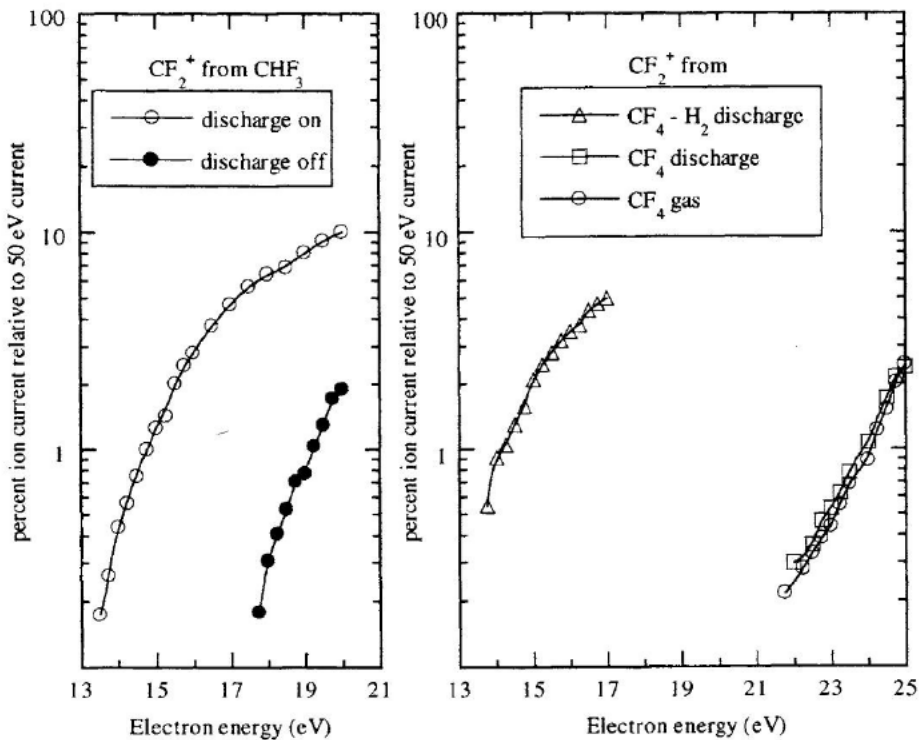 percent ion current relative to 50 eV current
100
10
1
CF₂⁺ from CHF₃
discharge on
discharge off
13 15 17 19 21
Electron energy (eV)
percent ion current relative to 50 eV current
100
10
1
CF₂⁺ from
CF₄ - H₂ discharge
CF₄ discharge
CF₄ gas
13 15 17 19 21 23 25
Electron energy (eV)